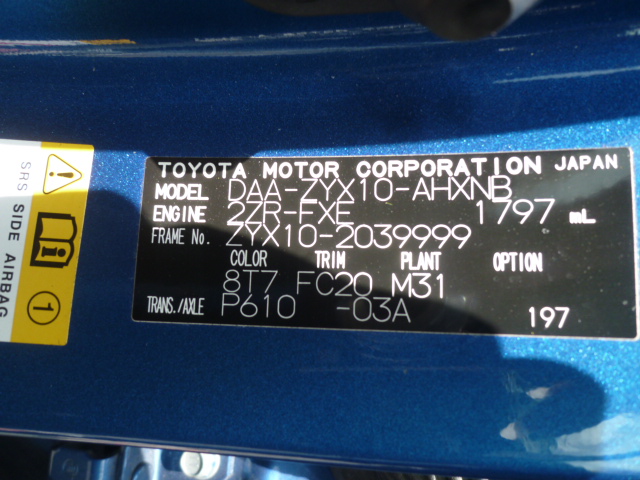 TOYOTA MOTOR CORPORATION JAPAN
MODEL DAA-ZYX10-AHXNB
ENGINE 2ZR-FXE 1797 mL
FRAME No. ZYX10-2039999
COLOR TRIM PLANT OPTION
8T7 FC20 M31
TRANS./AXLE P610 -03A
197
SRS SIDE AIRBAG
1